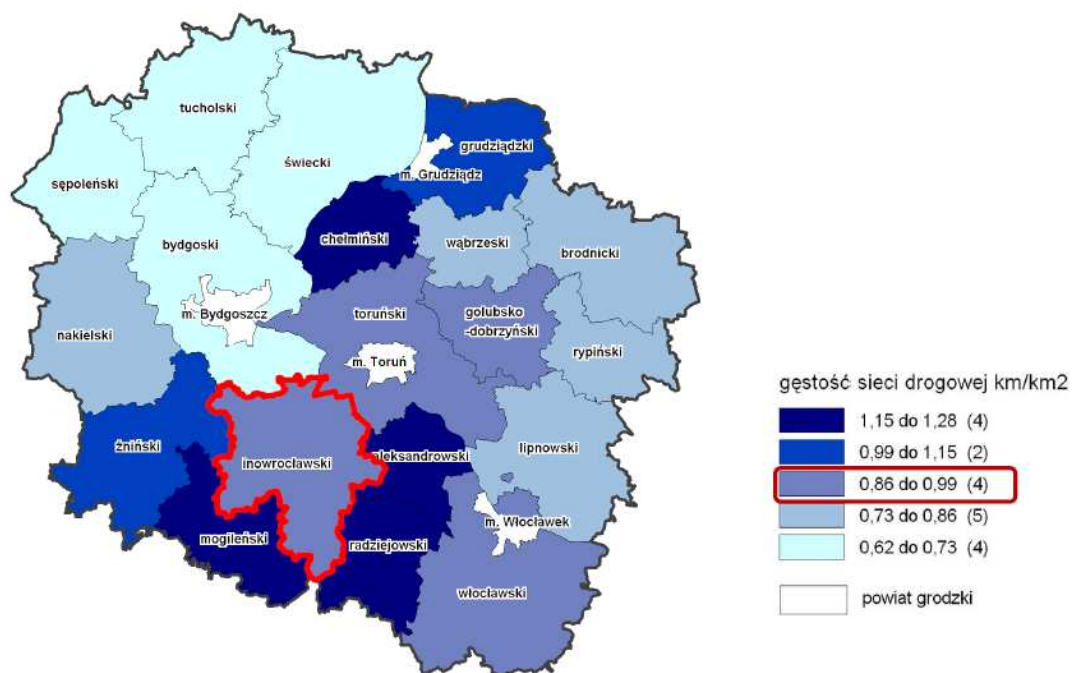 tucholski
świecki
sępoleński
grudziądzki
m. Grudziądz
chełmiński
wąbrzeski
brodnicki
bydgoski
m. Bydgoszcz
toruński
golubsko
-dobrzyński
nakielski
m. Toruń
rypiński
żniński
inowrocławski
aleksandrowski
lipnowski
mogileński
radziejowski
m. Włocławek
włocławski
gęstość sieci drogowej km/km2
1,15 do 1,28 (4)
0,99 do 1,15 (2)
0,86 do 0,99 (4)
0,73 do 0,86 (5)
0,62 do 0,73 (4)
powiat grodzki